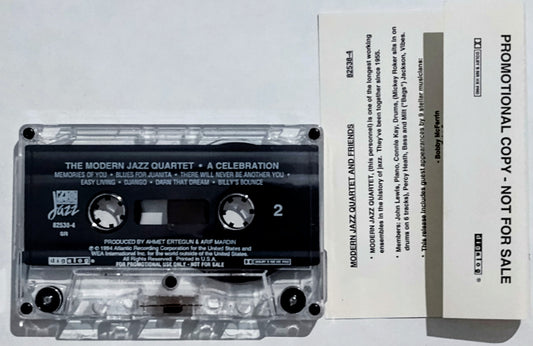 THE MODERN JAZZ QUARTET • A CELEBRATION
MEMORIES OF YOU • BLUES FOR JUANITA • THERE WILL NEVER BE ANOTHER YOU •
EASY LIVING • DJANGO • DARN THAT DREAM • BILLY'S BOUNCE
Jazz
82538-4
2
PRODUCED BY AHMET ERTEGUN & ARIF MARDIN
℗ © 1994 Atlantic Recording Corporation for the United States and
WEA International Inc. for the world outside of the United States.
All Rights Reserved. Printed in U.S.A.
FOR PROMOTIONAL USE ONLY - NOT FOR SALE
digalog
82538-4
MODERN JAZZ QUARTET AND FRIENDS
• MODERN JAZZ QUARTET, (this personnel) is one of the longest working
ensembles in the history of jazz. They've been together since 1955.
• Members: John Lewis, Piano, Connie Kay, Drums, (Mickey Roker sits in on
drums on 6 tracks), Percy Heath, Bass and Milt ("Bags") Jackson, Vibes.
• This release includes guest appearances by 9 stellar musicians:
• Bobby McFerrin
PROMOTIONAL COPY - NOT FOR SALE
DOLBY B NR HX PRO
digalog®